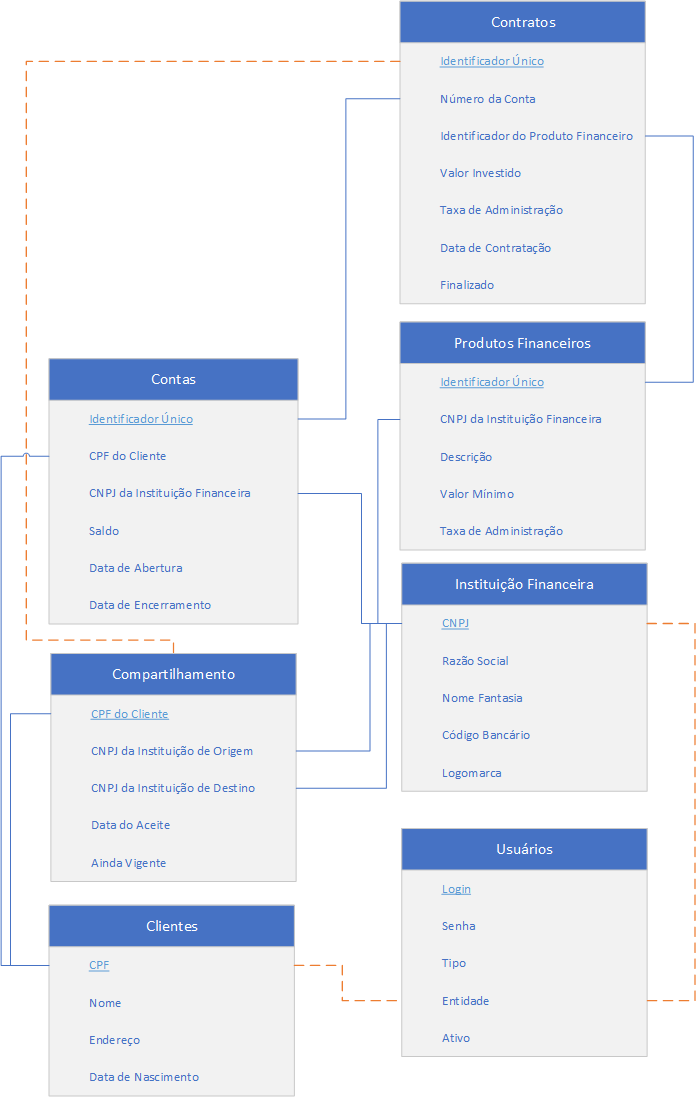 Contratos
Identificador Único
Número da Conta
Identificador do Produto Financeiro
Valor Investido
Taxa de Administração
Data de Contratação
Finalizado
Produtos Financeiros
Identificador Único
CNPJ da Instituição Financeira
Descrição
Valor Mínimo
Taxa de Administração
Contas
Identificador Único
CPF do Cliente
CNPJ da Instituição Financeira
Saldo
Data de Abertura
Data de Encerramento
Instituição Financeira
CNPJ
Razão Social
Nome Fantasia
Código Bancário
Logomarca
Compartilhamento
CPF do Cliente
CNPJ da Instituição de Origem
CNPJ da Instituição de Destino
Data do Aceite
Ainda Vigente
Usuários
Login
Senha
Tipo
Entidade
Ativo
Clientes
CPF
Nome
Endereço
Data de Nascimento